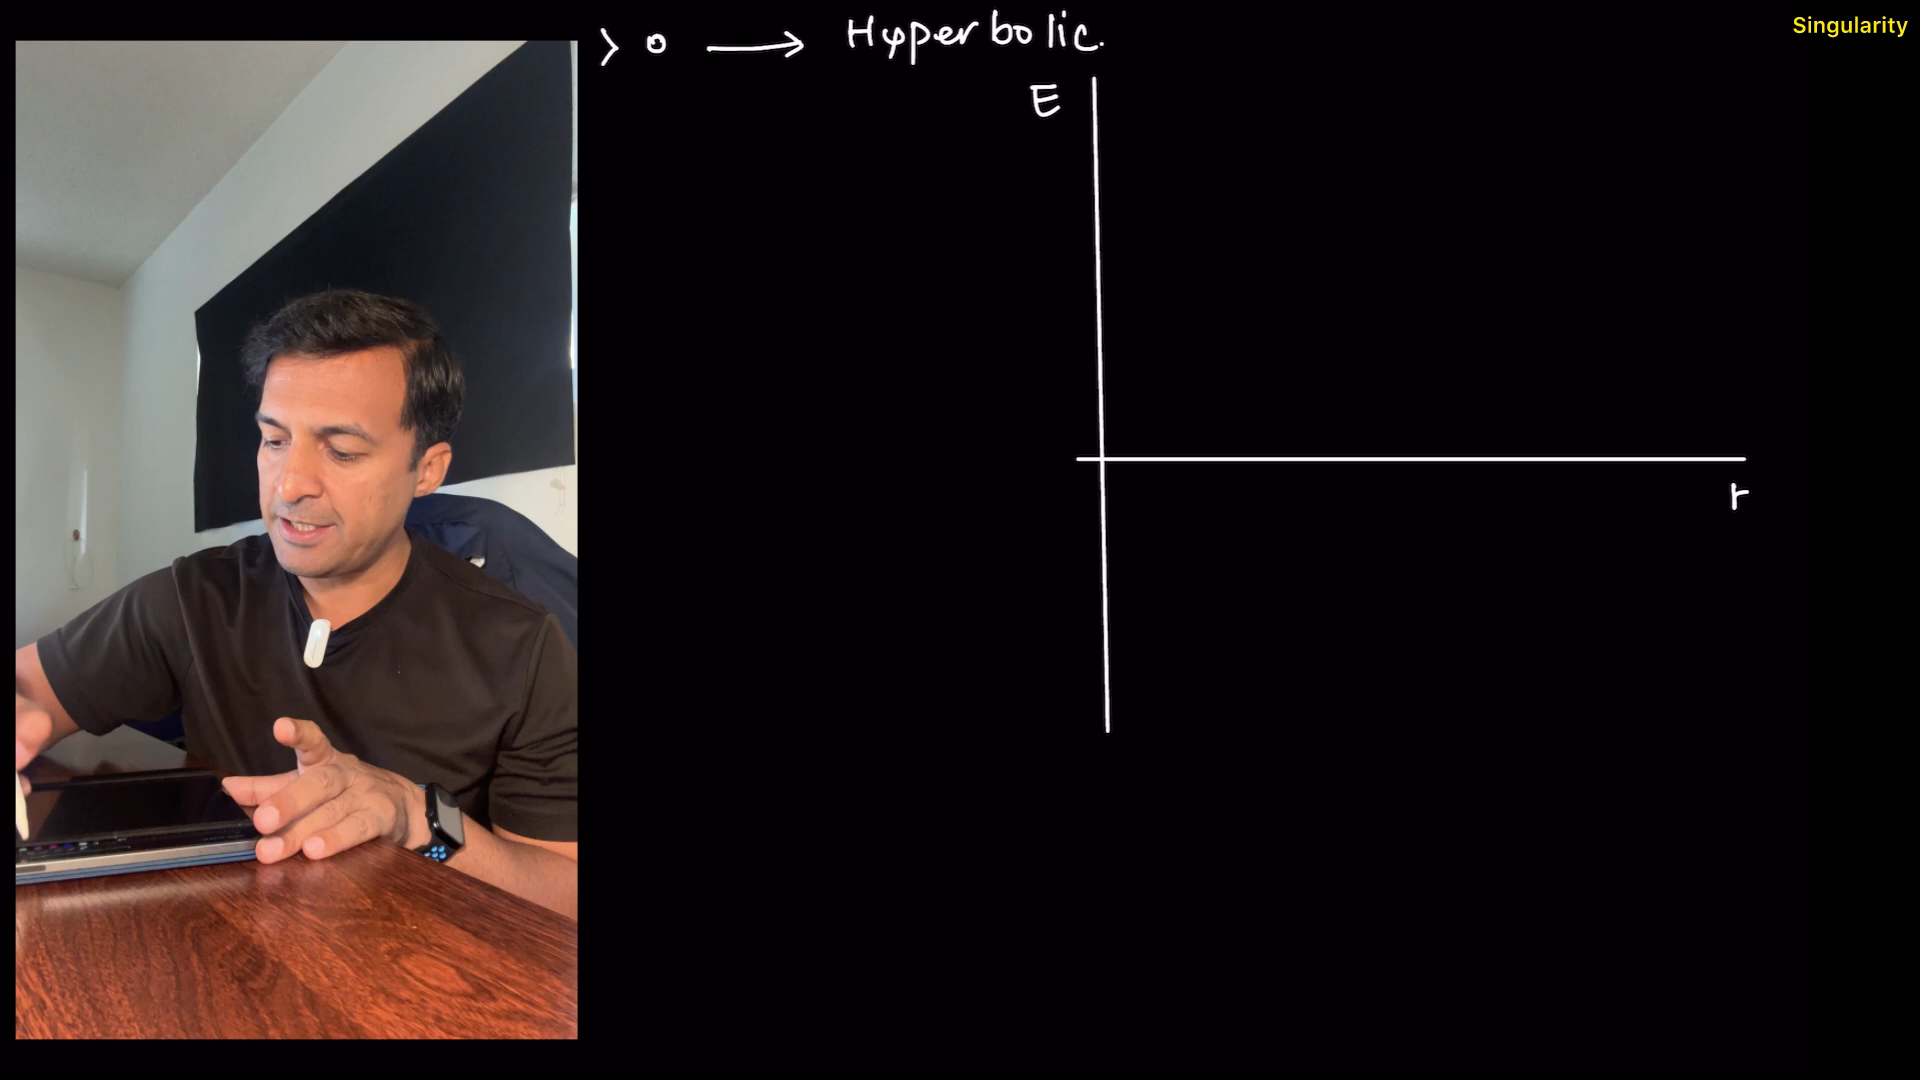 Singularity
> 0 → Hyperbolic.
E
r